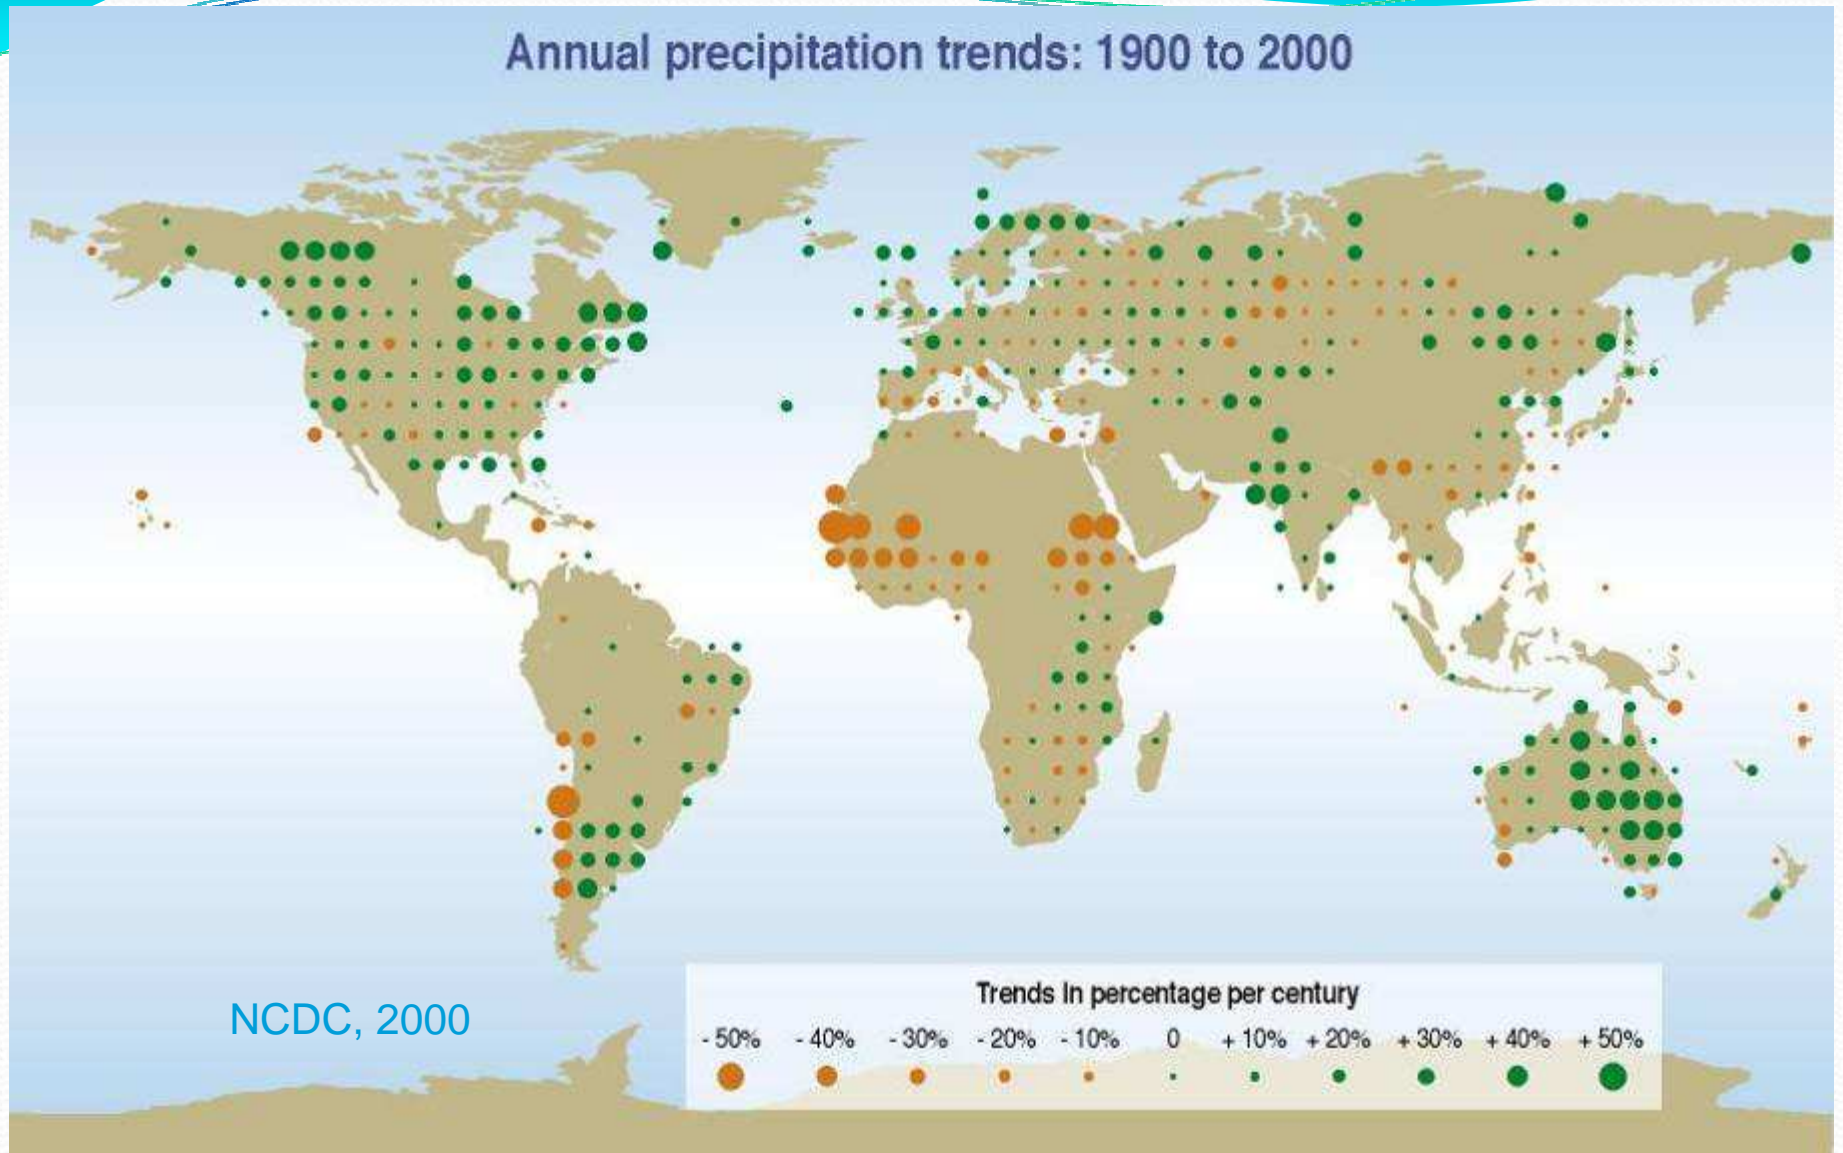 Annual precipitation trends: 1900 to 2000
NCDC, 2000
Trends In percentage per century
- 50% - 40% - 30% - 20% - 10% 0 + 10% + 20% + 30% + 40% + 50%